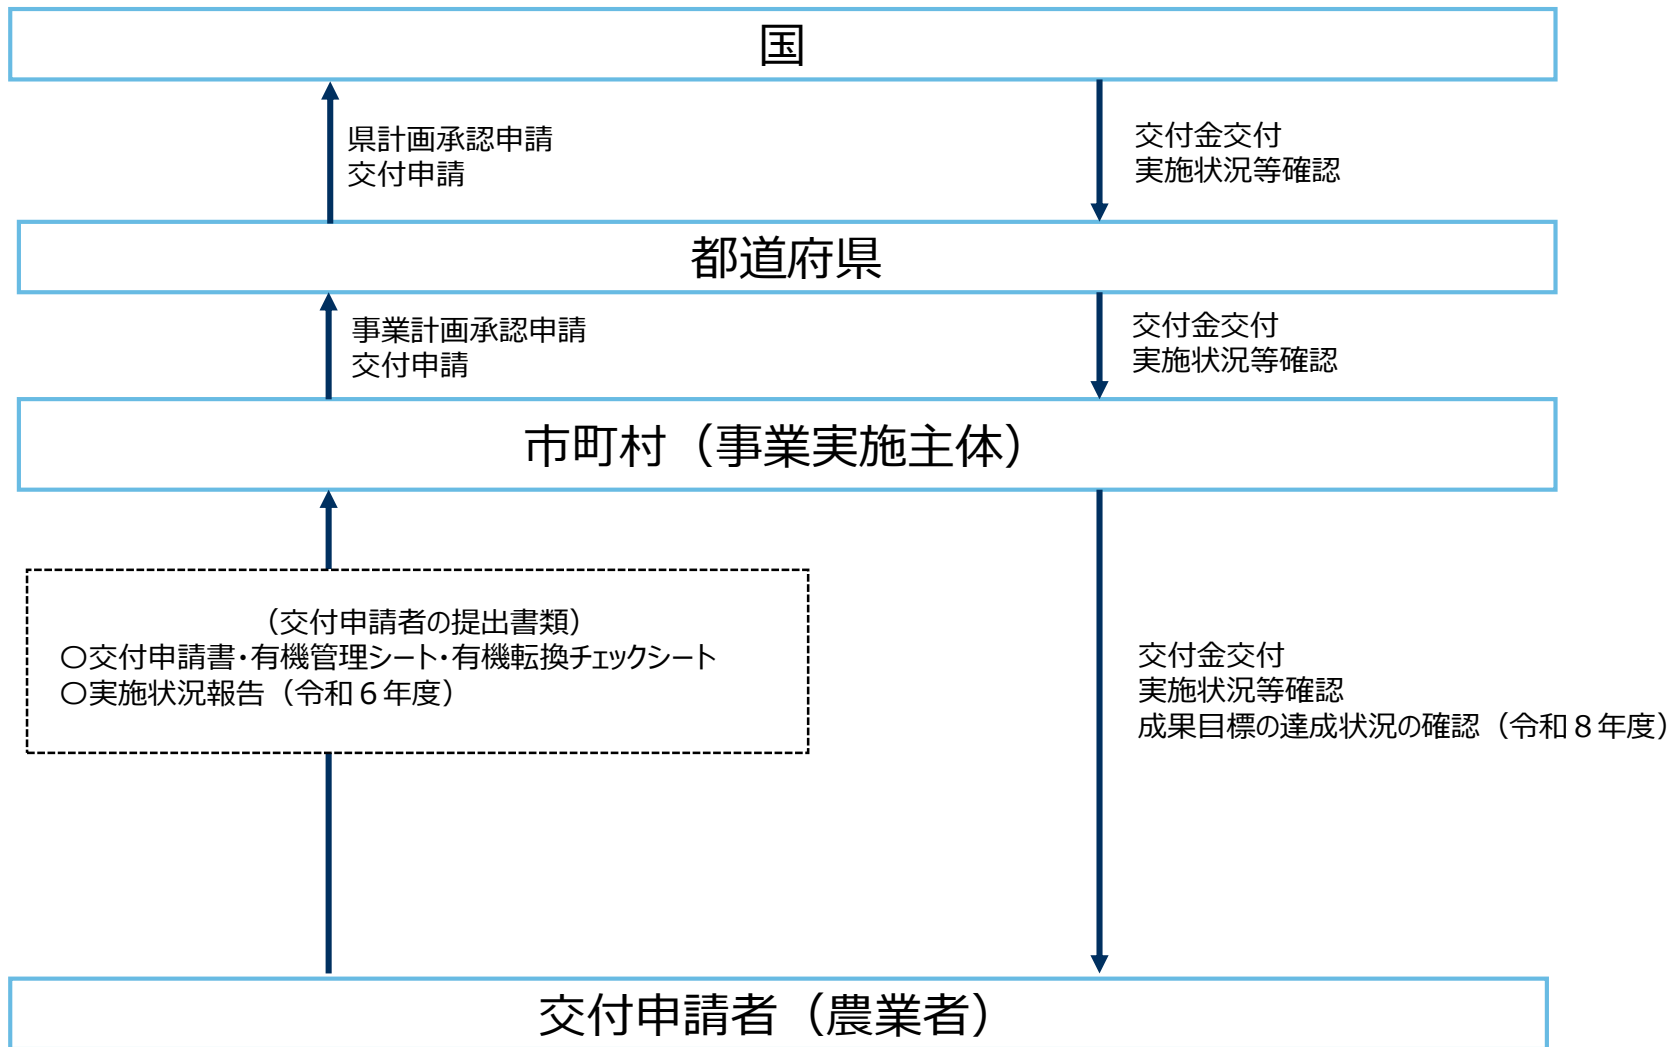 国
県計画承認申請
交付申請
交付金交付
実施状況等確認
都道府県
事業計画承認申請
交付申請
交付金交付
実施状況等確認
市町村（事業実施主体）
（交付申請者の提出書類）
〇交付申請書・有機管理シート・有機転換チェックシート
〇実施状況報告（令和６年度）
交付金交付
実施状況等確認
成果目標の達成状況の確認（令和８年度）
交付申請者（農業者）